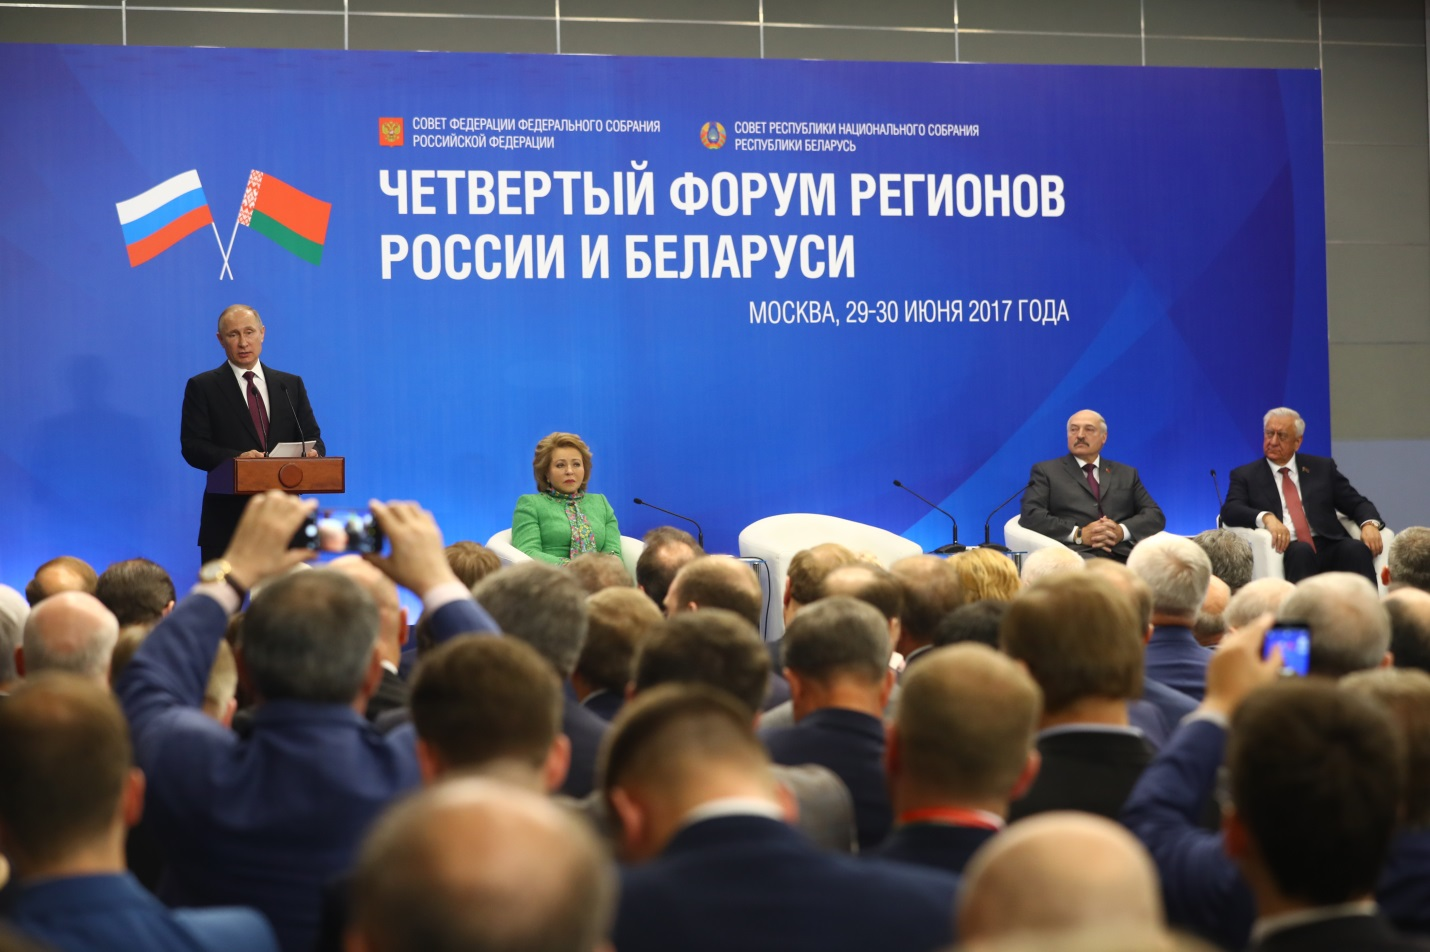 СОВЕТ ФЕДЕРАЦИИ ФЕДЕРАЛЬНОГО СОБРАНИЯ
РОССИЙСКОЙ ФЕДЕРАЦИИ
СОВЕТ РЕСПУБЛИКИ НАЦИОНАЛЬНОГО СОБРАНИЯ
РЕСПУБЛИКИ БЕЛАРУСЬ
ЧЕТВЕРТЫЙ ФОРУМ РЕГИОНОВ
РОССИИ И БЕЛАРУСИ
МОСКВА, 29-30 ИЮНЯ 2017 ГОДА